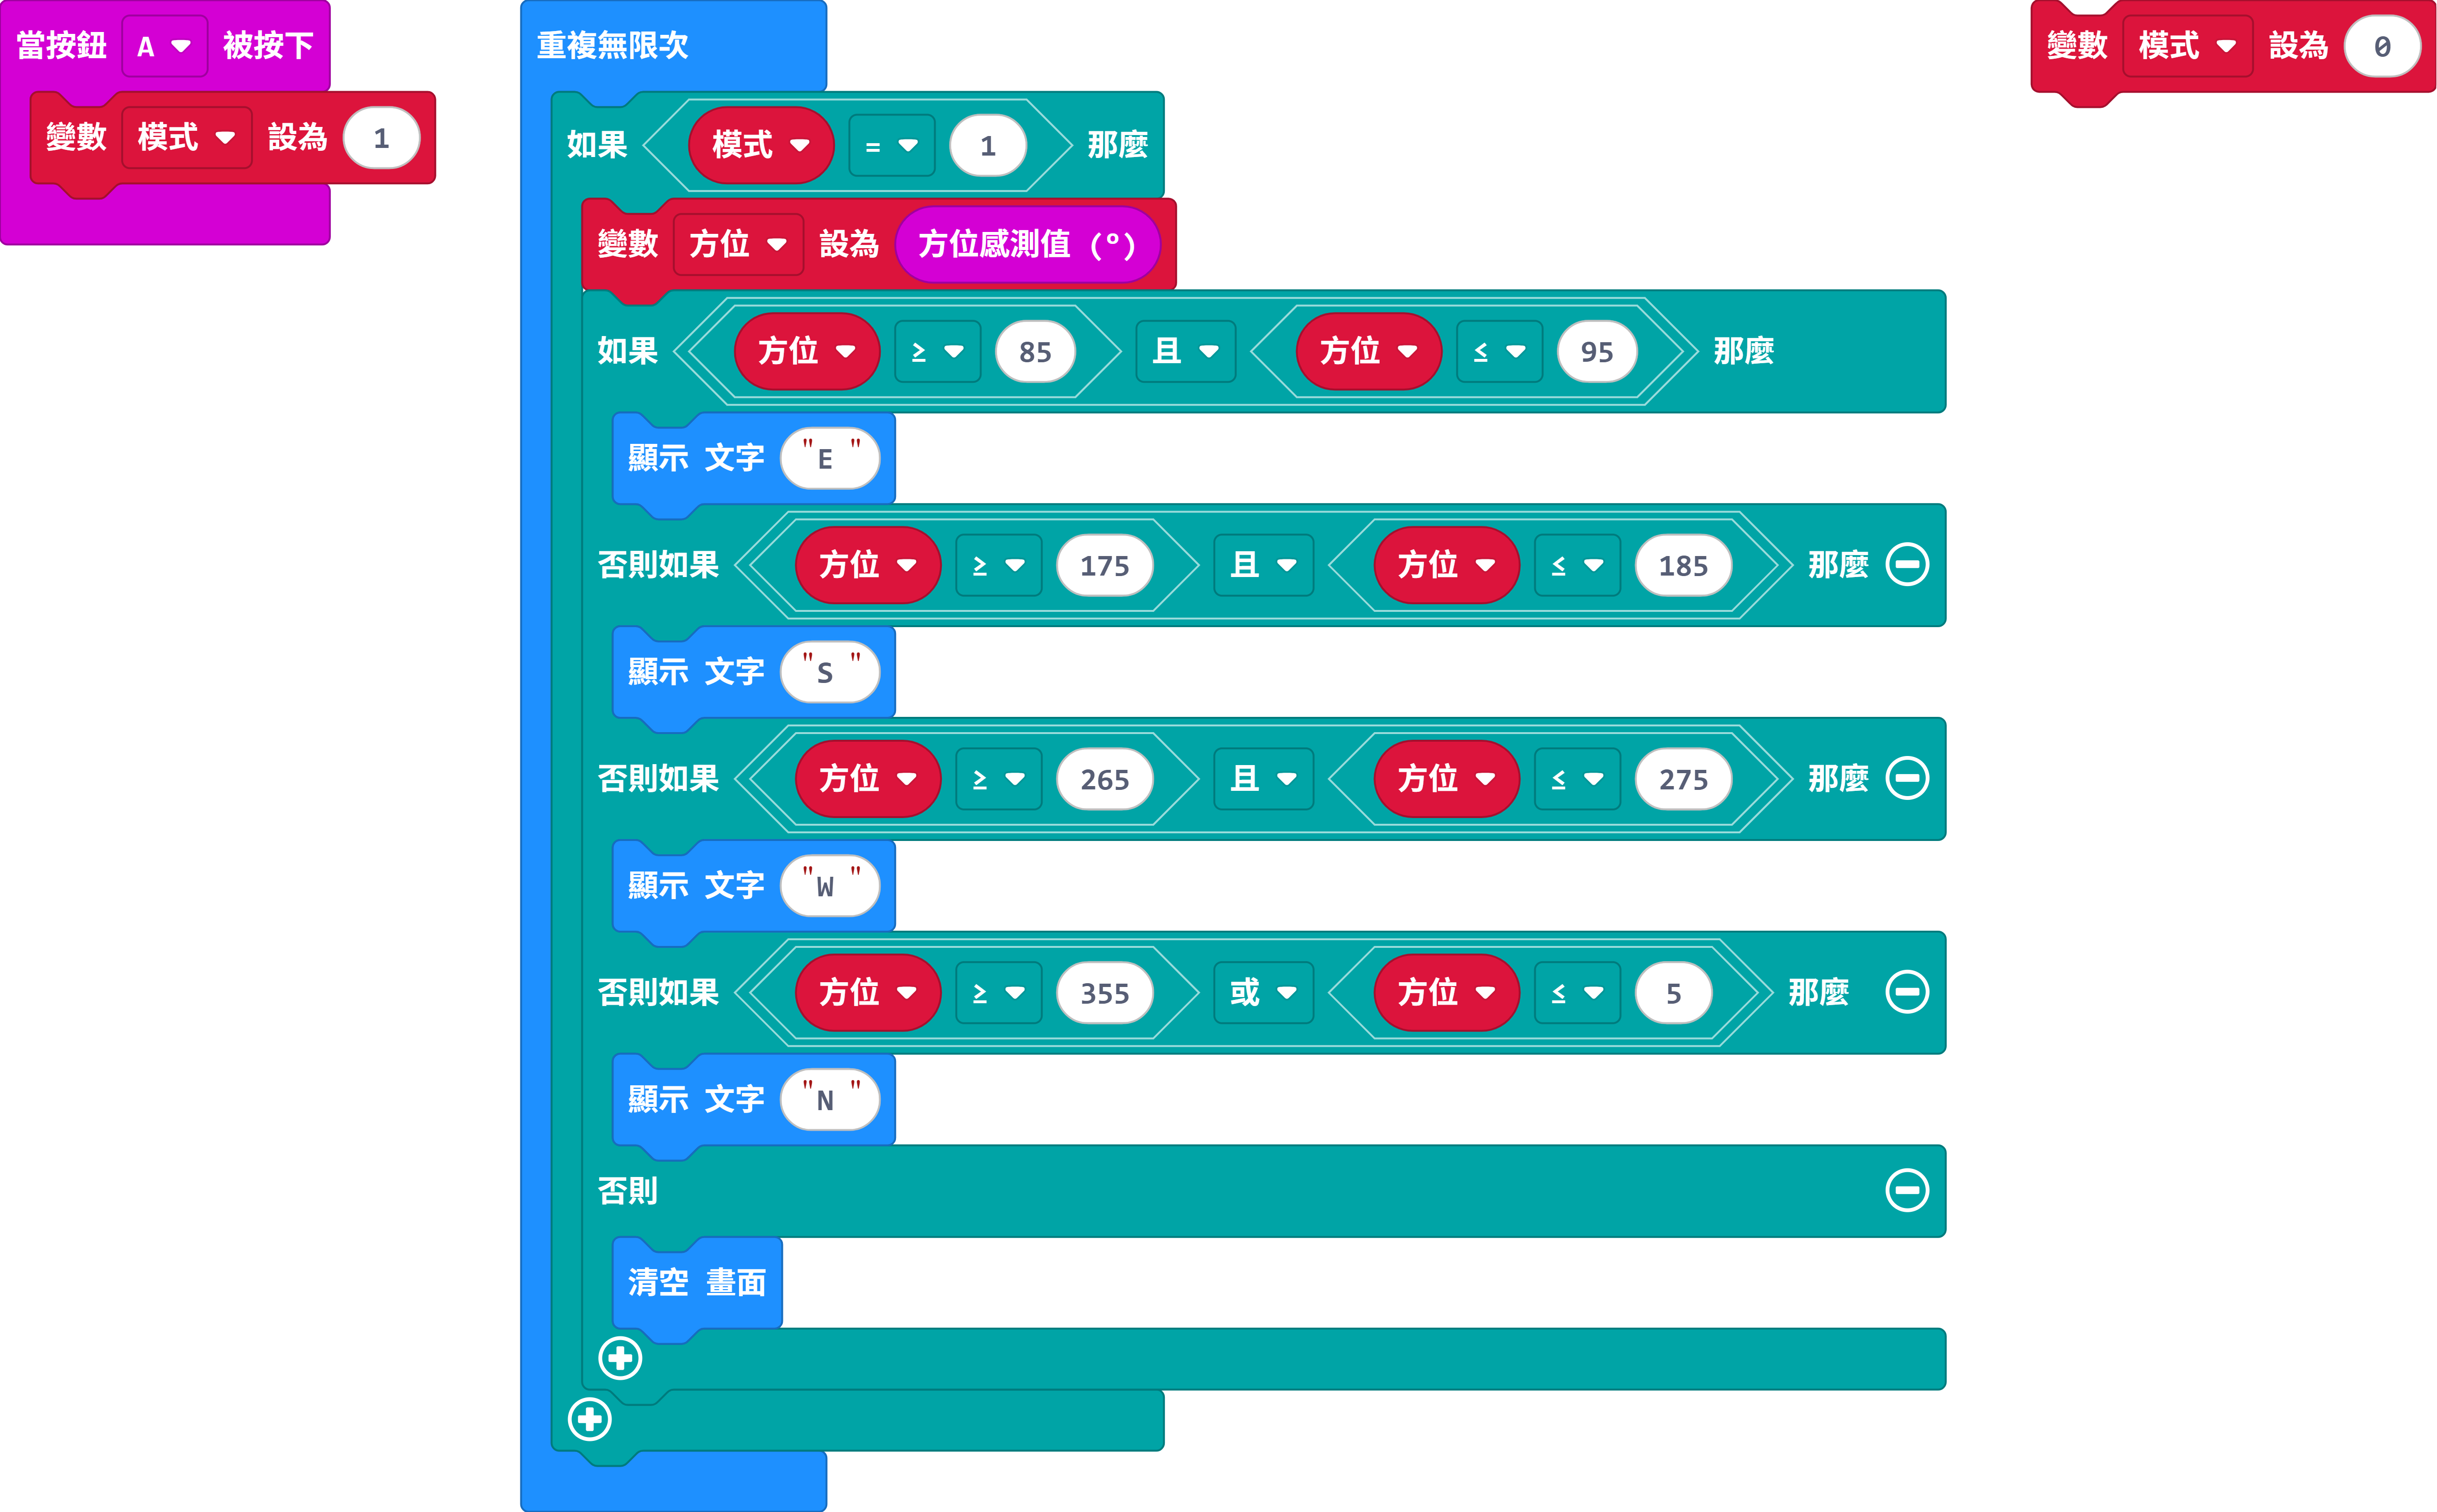 當按鈕 A 被按下
變數 模式 設為 1
重複無限次
如果 模式 = 1 那麼
變數 方位 設為 方位感測值 (°)
如果 方位 ≥ 85 且 方位 ≤ 95 那麼
顯示 文字 "E"
否則如果 方位 ≥ 175 且 方位 ≤ 185 那麼
顯示 文字 "S"
否則如果 方位 ≥ 265 且 方位 ≤ 275 那麼
顯示 文字 "W"
否則如果 方位 ≥ 355 或 方位 ≤ 5 那麼
顯示 文字 "N"
否則
清空 畫面
變數 模式 設為 0